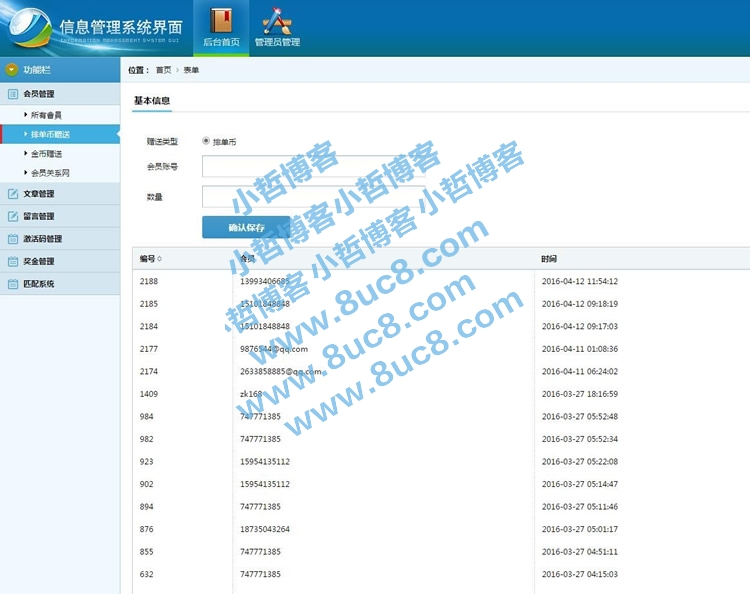 信息管理系统界面
INFORMATION MANAGEMENT SYSTEM GUI
后台首页
管理员管理
功能栏
位置： 首页 › 表单
会员管理
所有會員
排单币赠送
金币赠送
会员关系网
文章管理
留言管理
激活码管理
奖金管理
匹配系统
基本信息
赠送类型 排单币
会员账号
数量
确认保存
编号 会员 时间
2188 13993406685 2016-04-12 11:54:12
2185 15101848848 2016-04-12 09:18:19
2184 15101848848 2016-04-12 09:17:03
2177 9876544@qq.com 2016-04-11 01:08:36
2174 2633858885@qq.com 2016-04-11 06:24:02
1409 zk168 2016-03-27 18:16:59
984 747771385 2016-03-27 05:52:48
982 747771385 2016-03-27 05:52:34
923 15954135112 2016-03-27 05:22:08
902 15954135112 2016-03-27 05:14:47
894 747771385 2016-03-27 05:11:46
876 18735043264 2016-03-27 05:01:17
855 747771385 2016-03-27 04:51:11
632 747771385 2016-03-27 04:15:03
小哲博客小哲博客小哲博客
小哲博客小哲博客小哲博客
www.8uc8.com
www.8uc8.com
www.8uc8.com